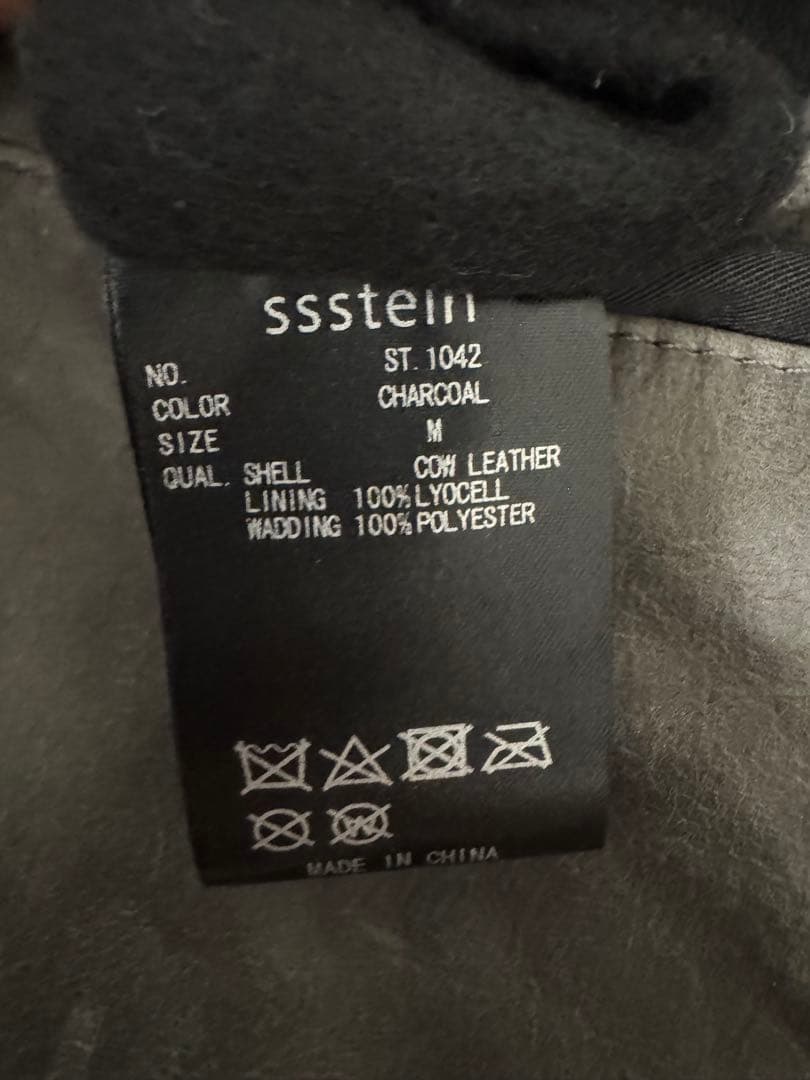 ssstein
NO. ST.1042
COLOR CHARCOAL
SIZE M
QUAL. SHELL COW LEATHER
LINING 100%LYOCELL
WADDING 100%POLYESTER
W
MADE IN CHINA